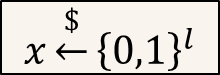 x $← {0,1}^l